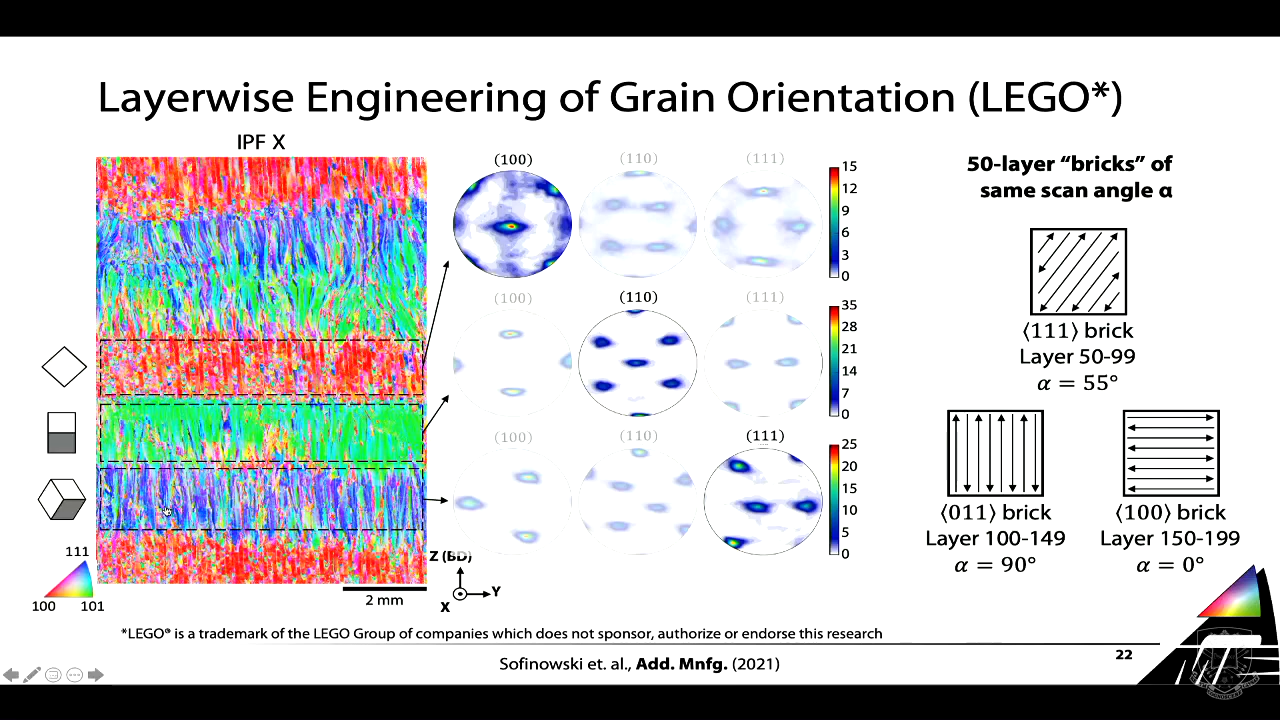 Layerwise Engineering of Grain Orientation (LEGO*)
IPF X
(100)
(110)
(111)
15
12
9
6
3
0
(100)
(110)
(111)
35
28
21
14
7
0
(100)
(110)
(111)
25
20
15
10
5
0
111
100
101
Z (BD)
Y
X
2 mm
50-layer “bricks” of
same scan angle α
⟨111⟩ brick
Layer 50-99
α = 55°
⟨011⟩ brick
Layer 100-149
α = 90°
⟨100⟩ brick
Layer 150-199
α = 0°
*LEGO® is a trademark of the LEGO Group of companies which does not sponsor, authorize or endorse this research
Sofinowski et. al., Add. Mnfg. (2021)
22